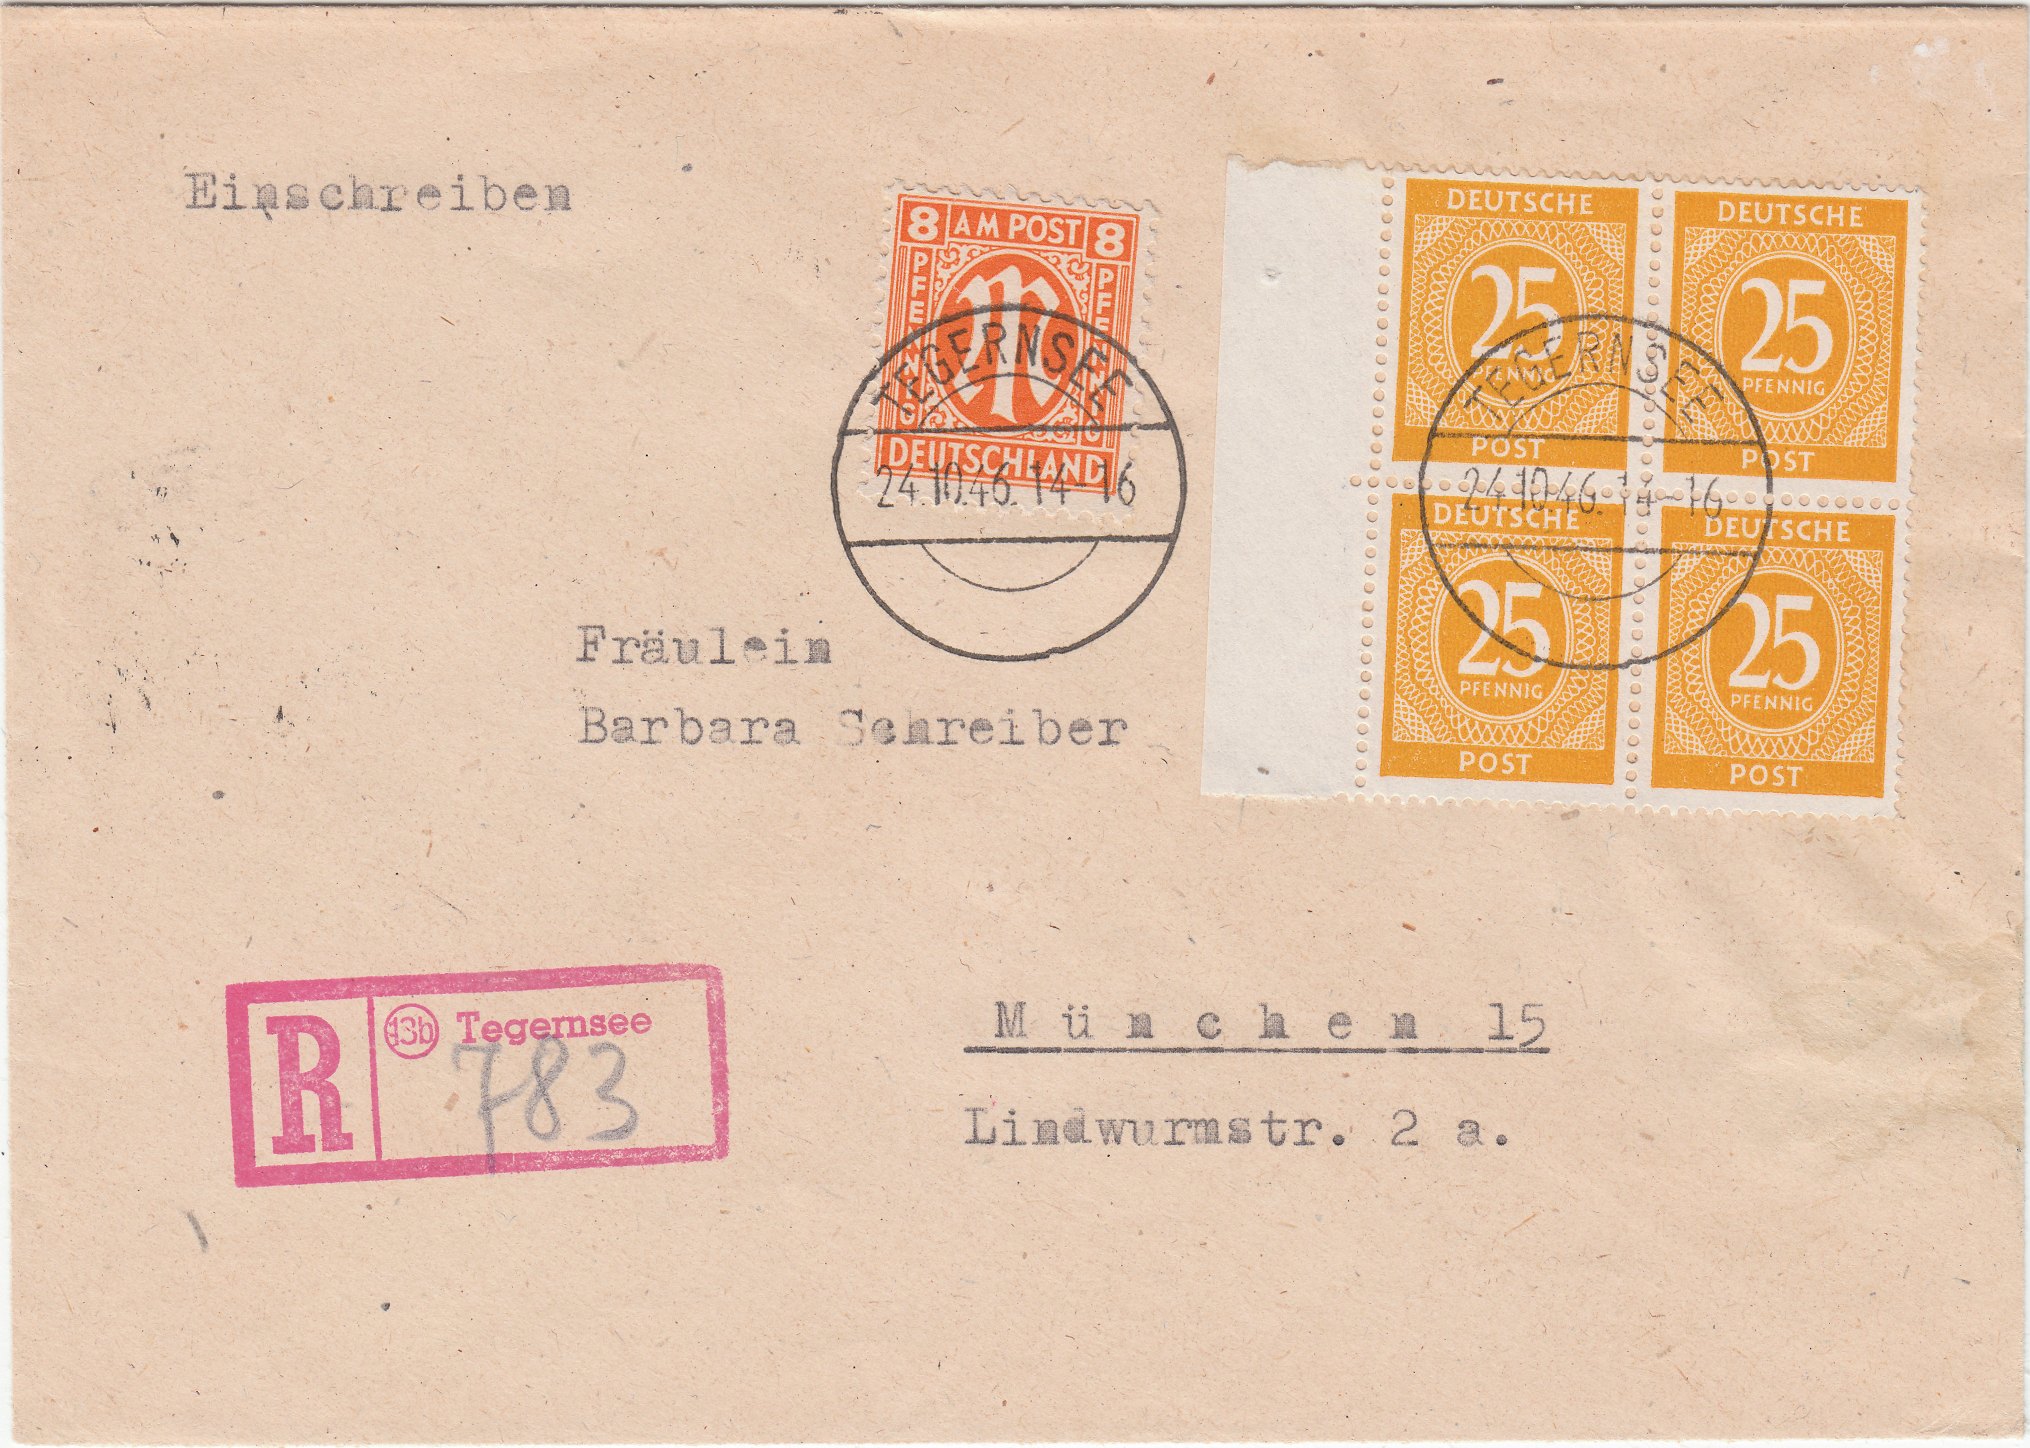 Einschreiben
8 AM POST 8
PFENNIG
PFENNIG
DEUTSCHLAND
TEGERNSEE
24.10.46.14-16
DEUTSCHE
25
PFENNIG
POST
DEUTSCHE
25
PFENNIG
POST
TEGERNSEE
24.10.46.14-16
DEUTSCHE
25
PFENNIG
POST
DEUTSCHE
25
PFENNIG
POST
Fräulein
Barbara Schreiber
München 15
Lindwurmstr. 2 a.
R 13b Tegernsee
783